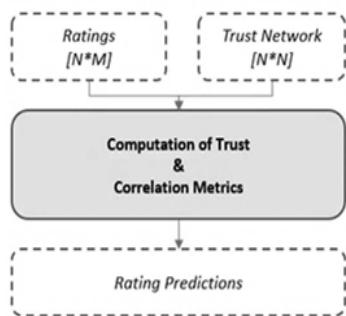 Ratings
[N*M]
Trust Network
[N*N]
Computation of Trust
&
Correlation Metrics
Rating Predictions